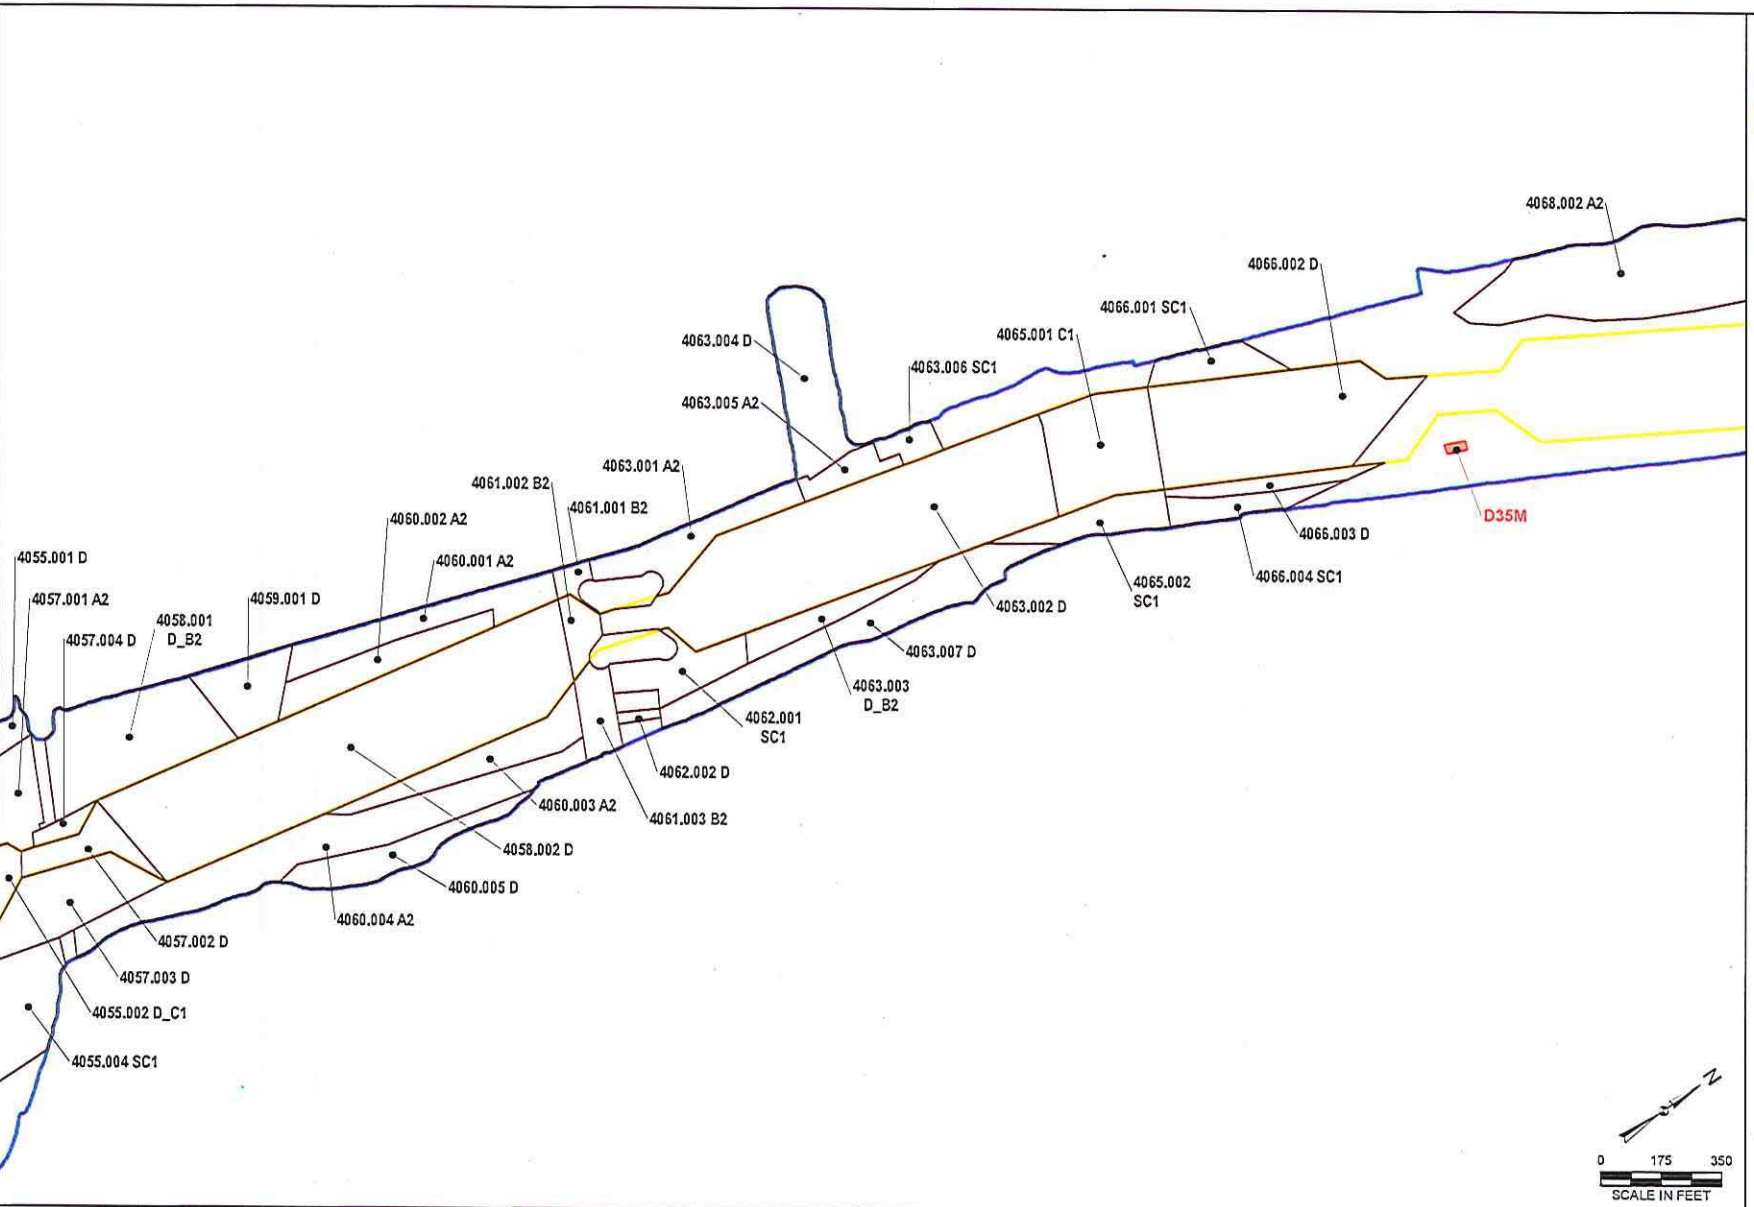 4068.002 A2
4066.002 D
4066.001 SC1
4065.001 C1
4063.004 D
4063.006 SC1
4063.005 A2
4063.001 A2
4061.002 B2
4061.001 B2
4060.002 A2
4060.001 A2
D35M
4066.003 D
4055.001 D
4057.001 A2
4059.001 D
4058.001
D_B2
4057.004 D
4065.002
SC1
4066.004 SC1
4063.002 D
4063.007 D
4063.003
D_B2
4062.001
SC1
4062.002 D
4060.003 A2
4061.003 B2
4058.002 D
4060.005 D
4060.004 A2
4057.002 D
4057.003 D
4055.002 D_C1
4055.004 SC1
N
0 175 350
SCALE IN FEET